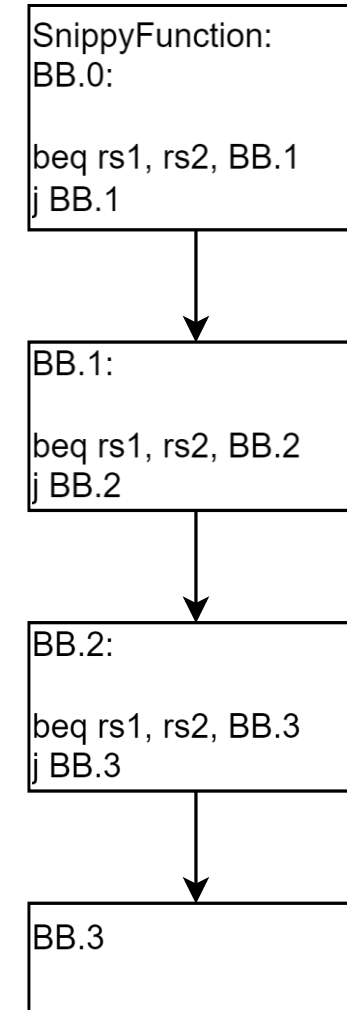 SnippyFunction:
BB.0:
beq rs1, rs2, BB.1
j BB.1
BB.1:
beq rs1, rs2, BB.2
j BB.2
BB.2:
beq rs1, rs2, BB.3
j BB.3
BB.3